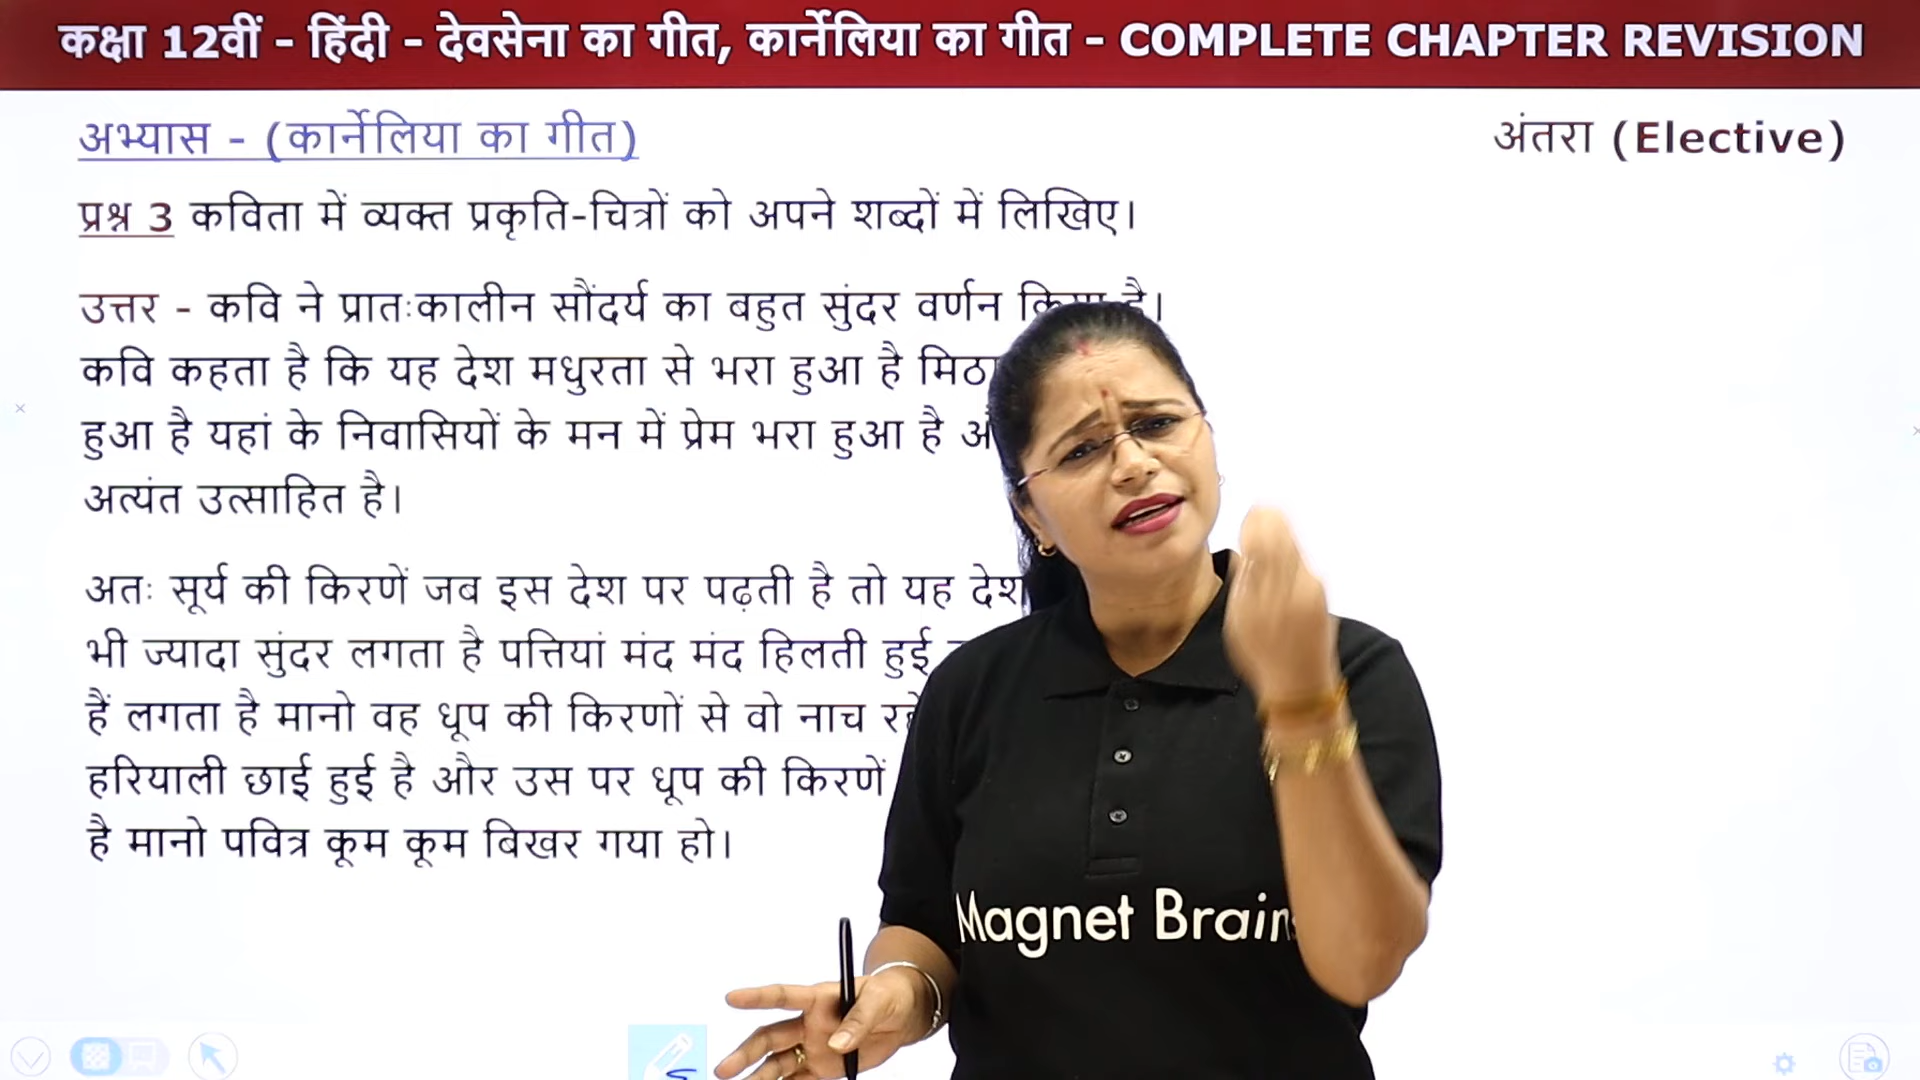 कक्षा 12वीं - हिंदी - देवसेना का गीत, कार्नेलिया का गीत - COMPLETE CHAPTER REVISION
अभ्यास - (कार्नेलिया का गीत)
अंतरा (Elective)
प्रश्न 3 कविता में व्यक्त प्रकृति-चित्रों को अपने शब्दों में लिखिए।
उत्तर - कवि ने प्रातःकालीन सौंदर्य का बहुत सुंदर वर्णन किया है।
कवि कहता है कि यह देश मधुरता से भरा हुआ है
हुआ है यहां के निवासियों के मन में प्रेम भरा हुआ है
अत्यंत उत्साहित है।
अतः सूर्य की किरणें जब इस देश पर पढ़ती है तो यह देश
भी ज्यादा सुंदर लगता है पत्तियां मंद मंद हिलती हुई
हैं लगता है मानो वह धूप की किरणों से वो नाच
हरियाली छाई हुई है और उस पर धूप की किरणें
है मानो पवित्र कूम कूम बिखर गया हो।
Magnet Brains